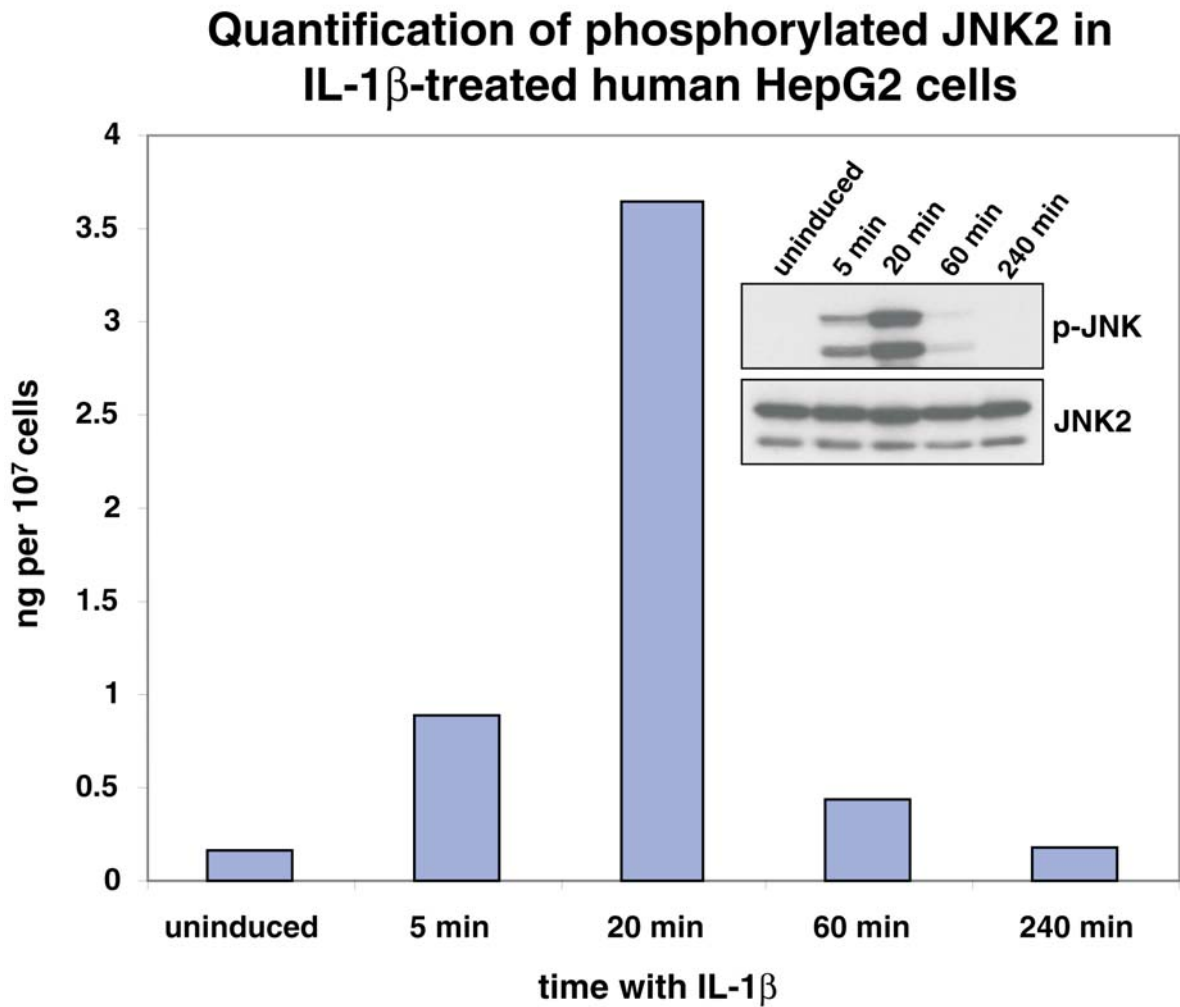 Quantification of phosphorylated JNK2 in
IL-1β-treated human HepG2 cells
ng per 10⁷ cells
4
3.5
3
2.5
2
1.5
1
0.5
0
uninduced
5 min
20 min
60 min
240 min
p-JNK
JNK2
uninduced 5 min 20 min 60 min 240 min
time with IL-1β